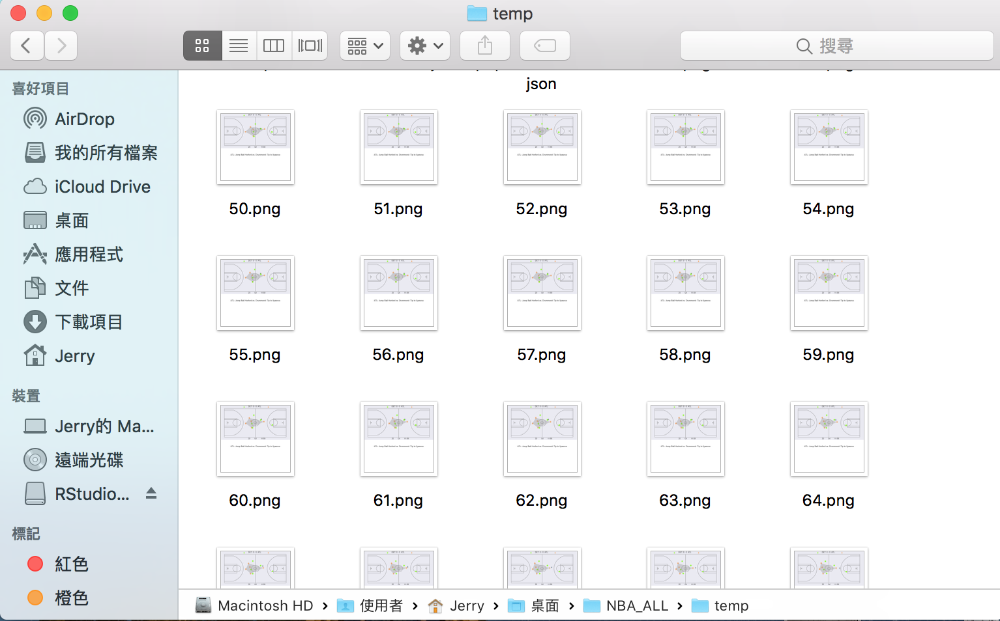 temp
搜尋
喜好項目
AirDrop
我的所有檔案
iCloud Drive
桌面
應用程式
文件
下載項目
Jerry
裝置
Jerry的 Ma...
遠端光碟
RStudio...
標記
紅色
橙色
json
50.png
51.png
52.png
53.png
54.png
55.png
56.png
57.png
58.png
59.png
60.png
61.png
62.png
63.png
64.png
Macintosh HD
使用者
Jerry
桌面
NBA_ALL
temp